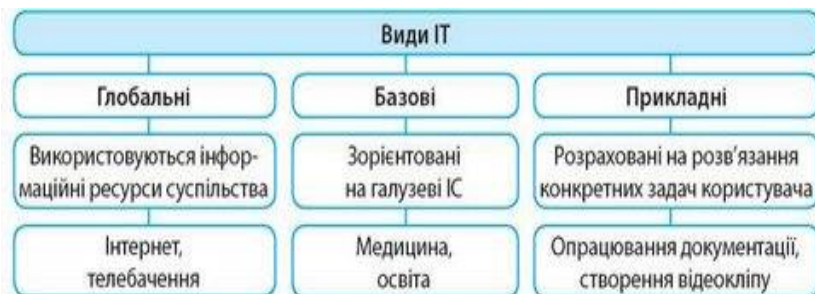 Види ІТ
Глобальні
Базові
Прикладні
Використовуються інфор-
маційні ресурси суспільства
Зорієнтовані
на галузеві ІС
Розраховані на розв'язання
конкретних задач користувача
Інтернет,
телебачення
Медицина,
освіта
Опрацювання документації,
створення відеокліпу